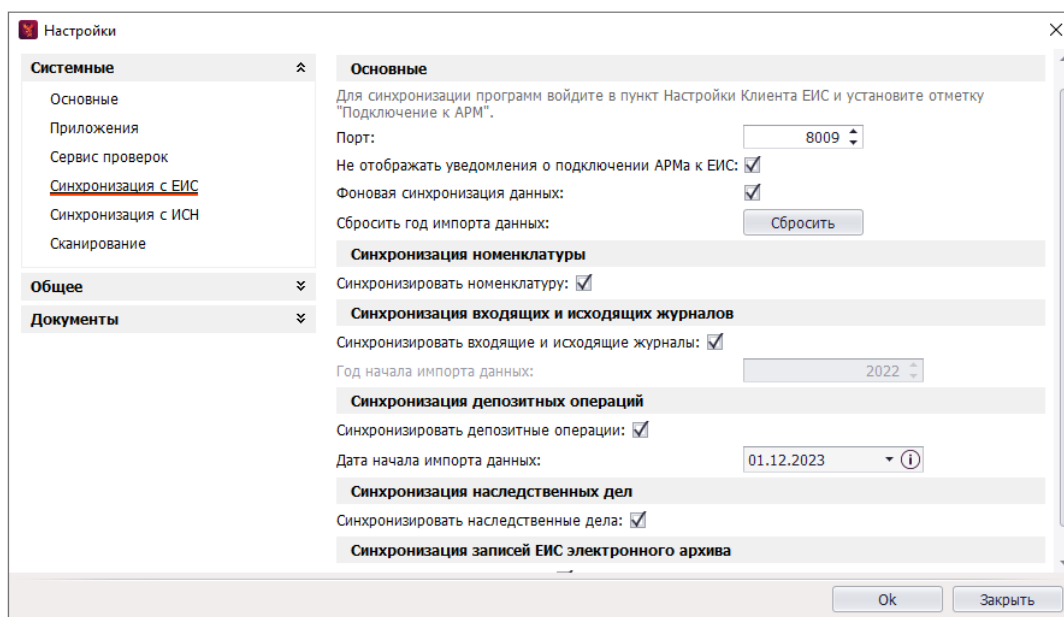 Настройки
Системные
Основные
Приложения
Сервис проверок
Синхронизация с ЕИС
Синхронизация с ИСН
Сканирование
Общее
Документы
Основные
Для синхронизации программ войдите в пункт Настройки Клиента ЕИС и установите отметку
"Подключение к АРМ".
Порт: 8009
Не отображать уведомления о подключении АРМа к ЕИС:
Фоновая синхронизация данных:
Сбросить год импорта данных: Сбросить
Синхронизация номенклатуры
Синхронизировать номенклатуру:
Синхронизация входящих и исходящих журналов
Синхронизировать входящие и исходящие журналы:
Год начала импорта данных: 2022
Синхронизация депозитных операций
Синхронизировать депозитные операции:
Дата начала импорта данных: 01.12.2023
Синхронизация наследственных дел
Синхронизировать наследственные дела:
Синхронизация записей ЕИС электронного архива
Ok Закрыть